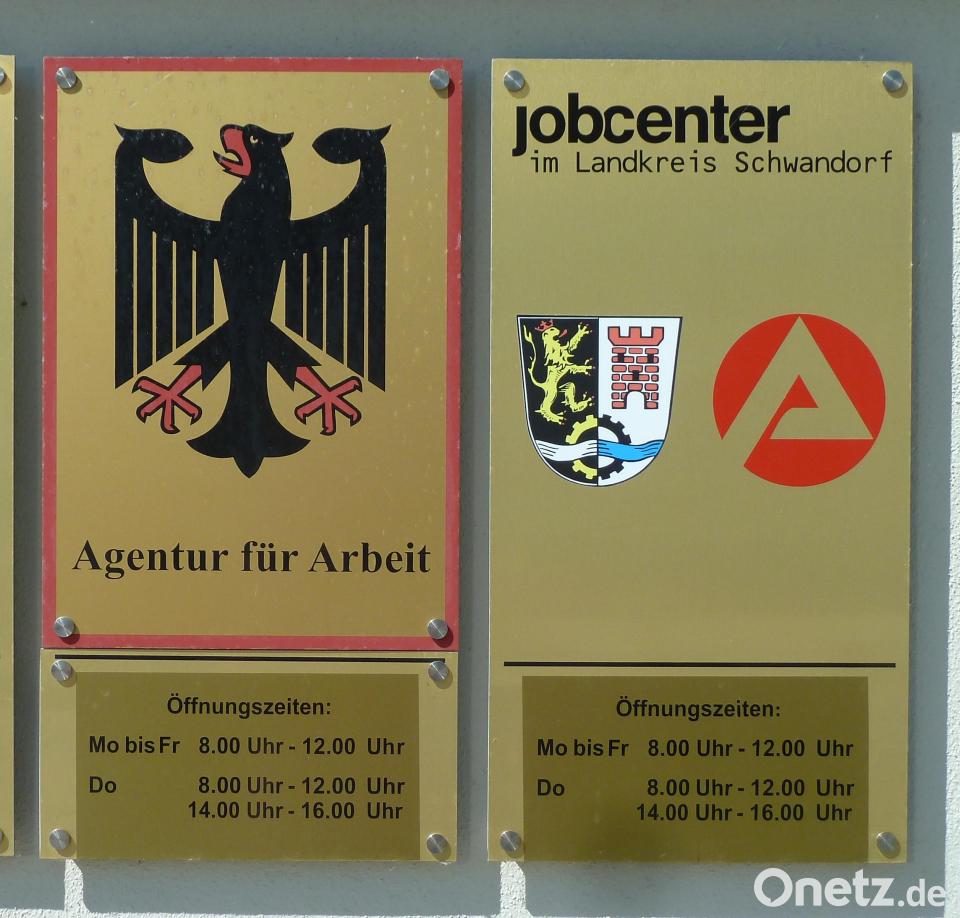 Agentur für Arbeit
Öffnungszeiten:
Mo bis Fr 8.00 Uhr - 12.00 Uhr
Do 8.00 Uhr - 12.00 Uhr
14.00 Uhr - 16.00 Uhr
jobcenter
im Landkreis Schwandorf
Öffnungszeiten:
Mo bis Fr 8.00 Uhr - 12.00 Uhr
Do 8.00 Uhr - 12.00 Uhr
14.00 Uhr - 16.00 Uhr
Onetz.de